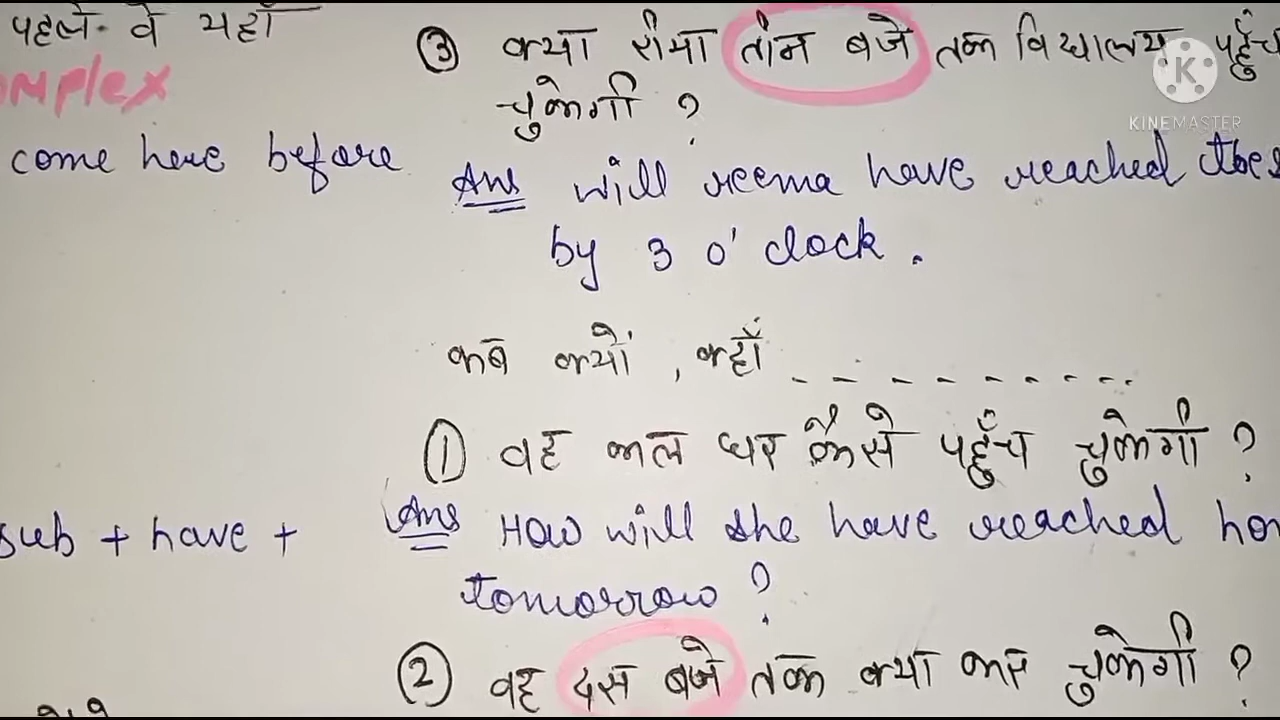 पहले वे यहाँ
complex
come here before
sub + have +
③ क्या रीमा तीन बजे तक विद्यालय पहुँच
चुकेगी ?
Ans will reema have reached the
by 3 o'clock .
कब क्यों , कहाँ - - - - - - - - -
① वह कल घर कैसे पहुँच चुकेगी ?
Ans How will she have reached
tomorrow ?
② वह दस बजे तक क्या कर चुकेगी ?
KINEMASTER